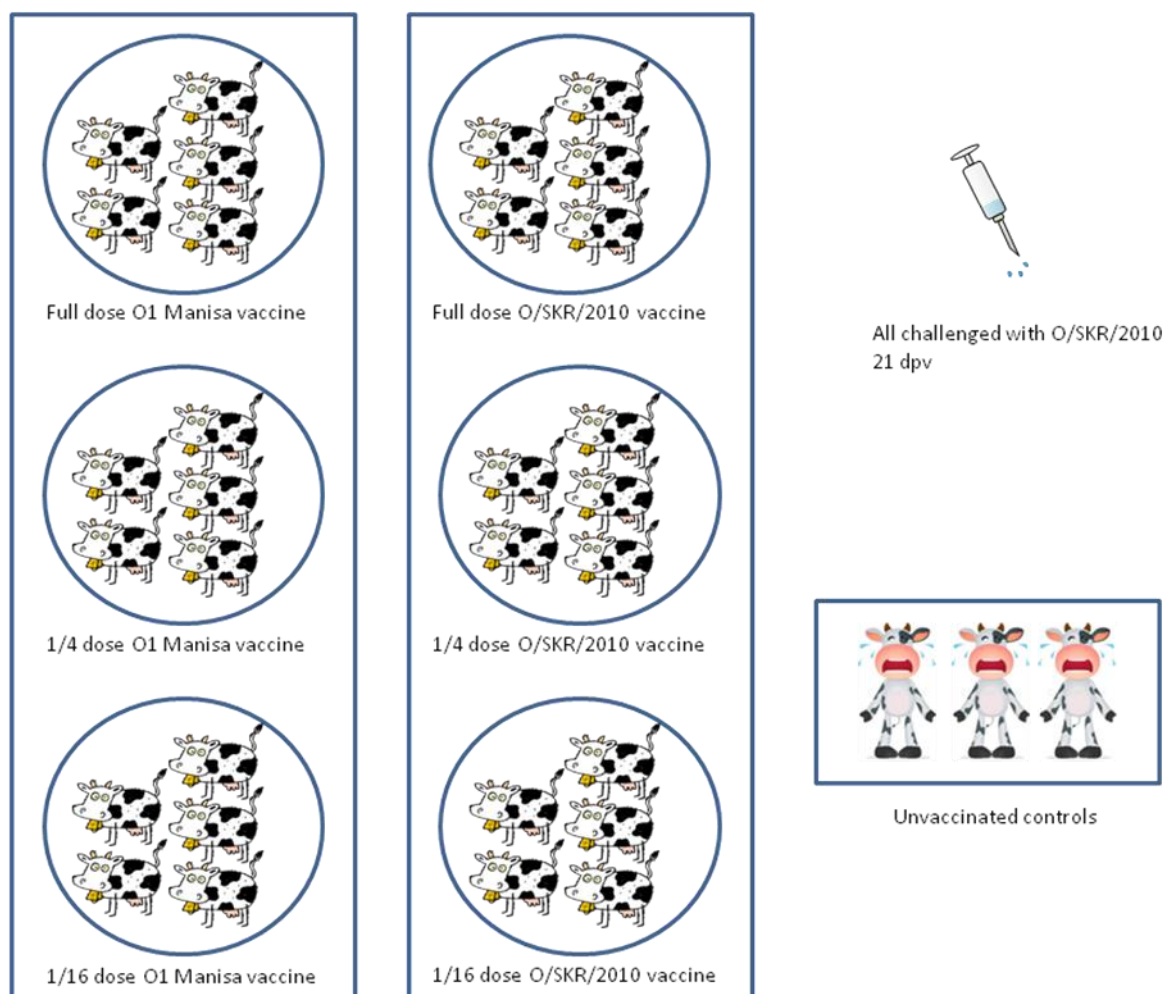 Full dose O1 Manisa vaccine
Full dose O/SKR/2010 vaccine
All challenged with O/SKR/2010
21 dpv
1/4 dose O1 Manisa vaccine
1/4 dose O/SKR/2010 vaccine
Unvaccinated controls
1/16 dose O1 Manisa vaccine
1/16 dose O/SKR/2010 vaccine